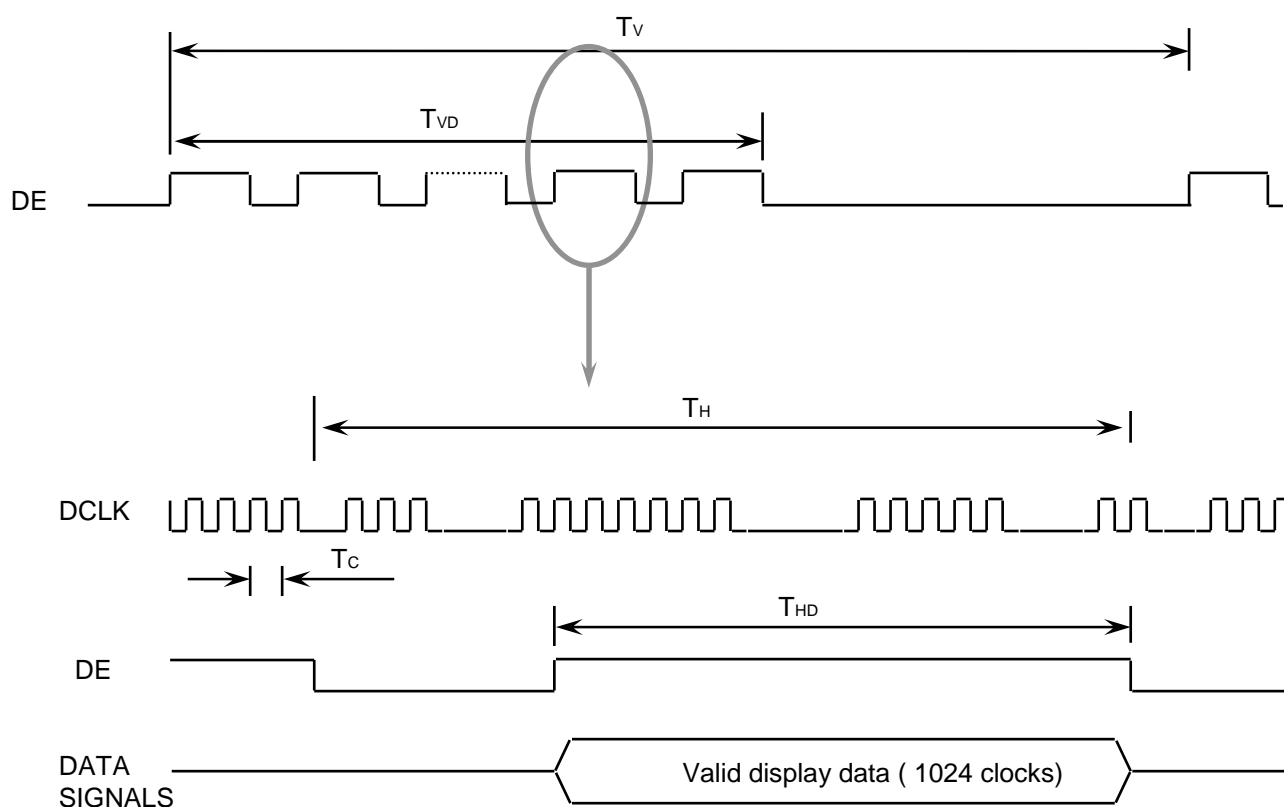 TV
TVD
DE
TH
DCLK
TC
THD
DE
DATA
SIGNALS
Valid display data ( 1024 clocks)